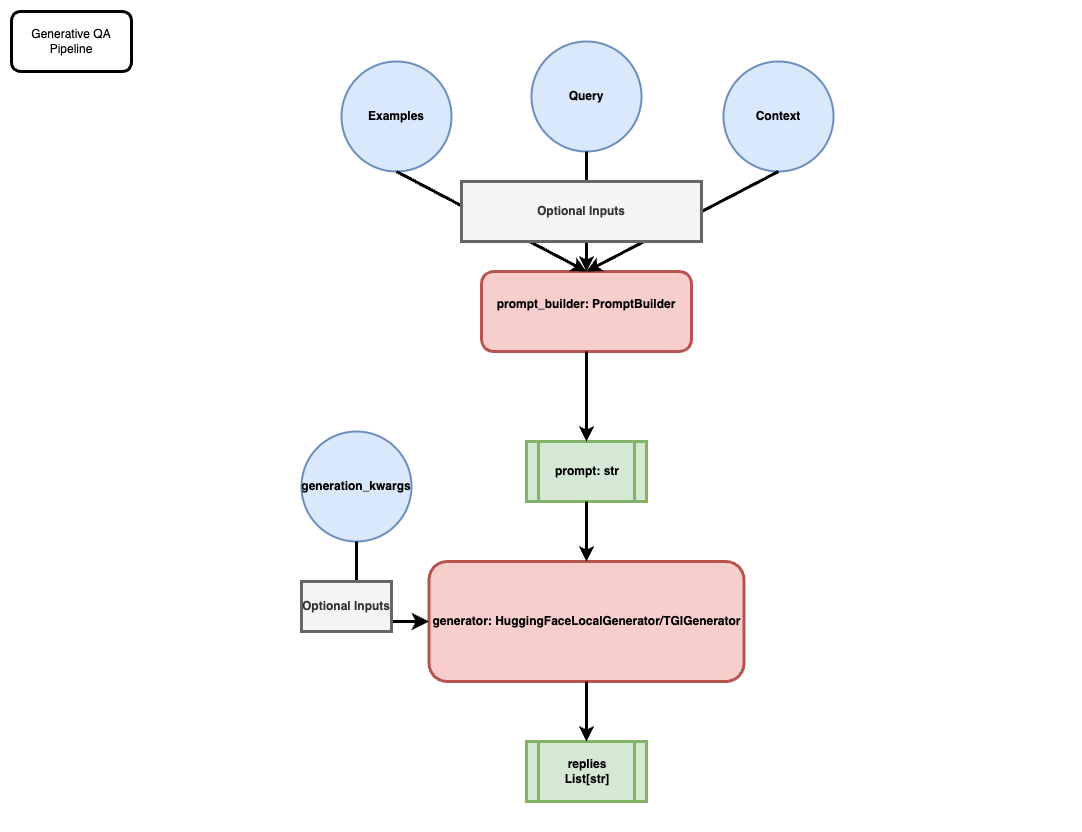 Generative QA
Pipeline
Examples
Query
Context
Optional Inputs
prompt_builder: PromptBuilder
prompt: str
generation_kwargs
Optional Inputs
generator: HuggingFaceLocalGenerator/TGIGenerator
replies
List[str]